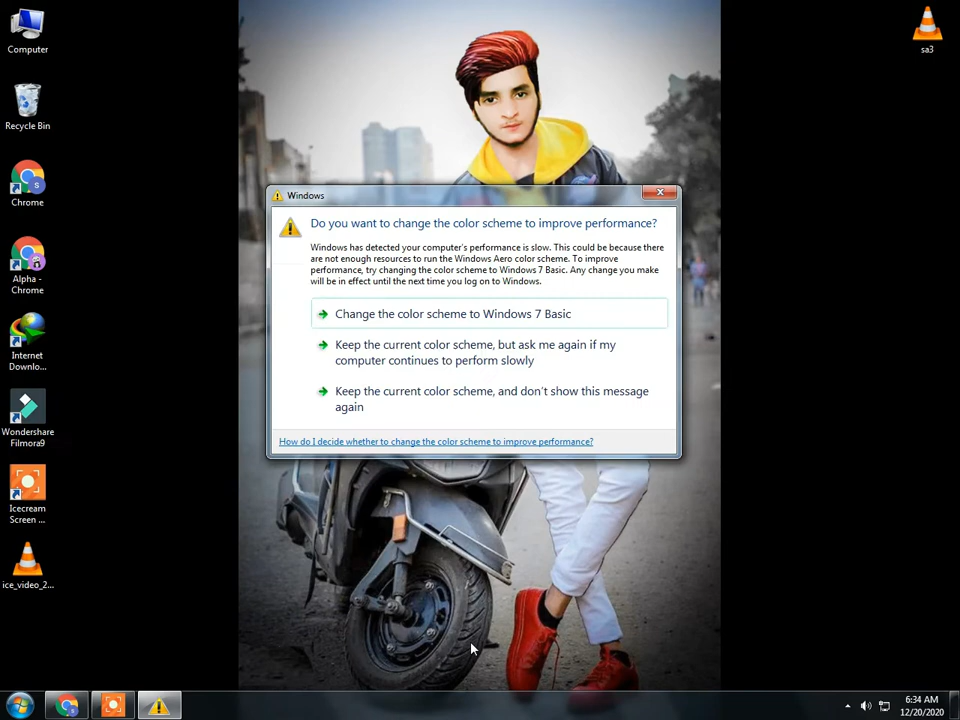 Computer
Recycle Bin
Chrome
Alpha -
Chrome
Internet
Downlo...
Wondershare
Filmora9
Icecream
Screen ...
ice_video_2...
sa3
Windows
Do you want to change the color scheme to improve performance?
Windows has detected your computer's performance is slow. This could be because there
are not enough resources to run the Windows Aero color scheme. To improve
performance, try changing the color scheme to Windows 7 Basic. Any change you make
will be in effect until the next time you log on to Windows.
Change the color scheme to Windows 7 Basic
Keep the current color scheme, but ask me again if my
computer continues to perform slowly
Keep the current color scheme, and don't show this message
again
How do I decide whether to change the color scheme to improve performance?
6:34 AM
12/20/2020